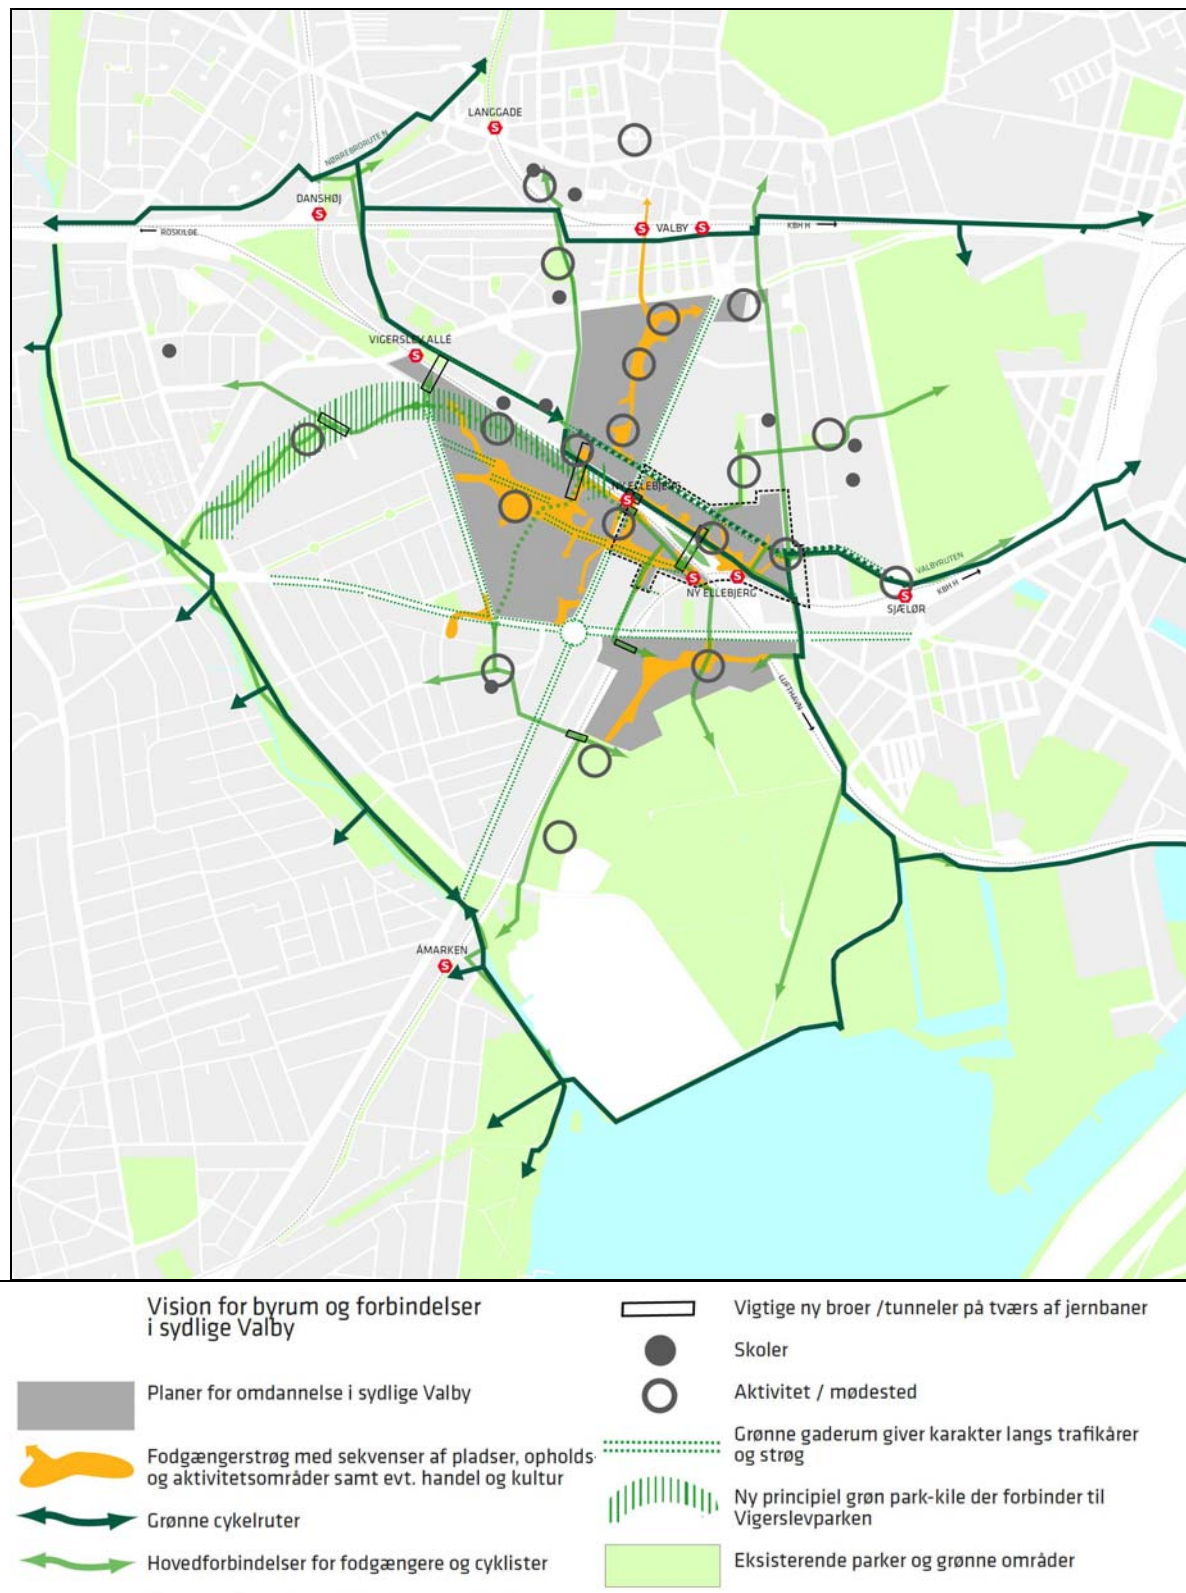 LANGGADE
S
NØRREBRORUTEN
DANSHØJ
S
ROSKILDE
S VALBY S
KBH H
VIGERSLEV ALLÉ
S
NY ELLEBJERG
S
S
S
NY ELLEBJERG
VALBYRUTEN
KBH H
S
SJÆLØR
LUFTHAVN
ÅMARKEN
S
Vision for byrum og forbindelser
i sydlige Valby
Planer for omdannelse i sydlige Valby
Fodgængerstrøg med sekvenser af pladser, opholds-
og aktivitetsområder samt evt. handel og kultur
Grønne cykelruter
Hovedforbindelser for fodgængere og cyklister
Vigtige ny broer /tunneler på tværs af jernbaner
Skoler
Aktivitet / mødested
Grønne gaderum giver karakter langs trafikårer
og strøg
Ny principiel grøn park-kile der forbinder til
Vigerslevparken
Eksisterende parker og grønne områder